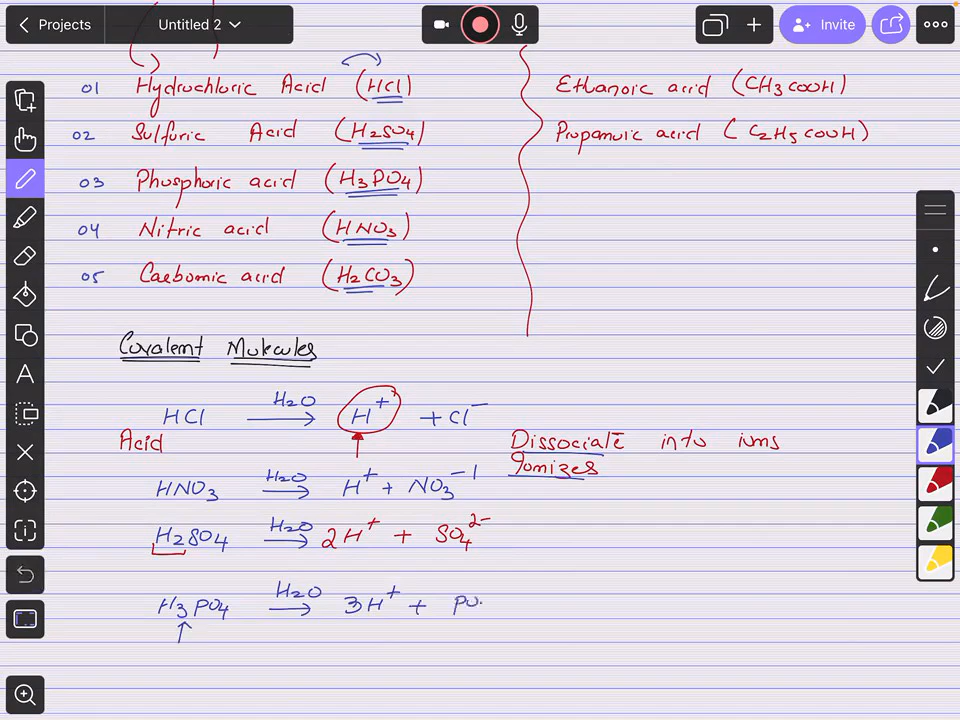 Projects
Untitled 2
Invite
01 Hydrochloric Acid (HCl)
02 Sulfuric Acid (H2SO4)
03 Phosphoric acid (H3PO4)
04 Nitric acid (HNO3)
05 Carbomic acid (H2CO3)
Ethanoic acid (CH3COOH)
Propanoic acid (C2H5COOH)
Covalent Molecules
HCl H2O → H+ + Cl−
Acid
Dissociate into ions
Ionizes
HNO3 H2O → H+ + NO3−1
H2SO4 H2O → 2H+ + SO4 2−
H3PO4 H2O → 3H+ + PO